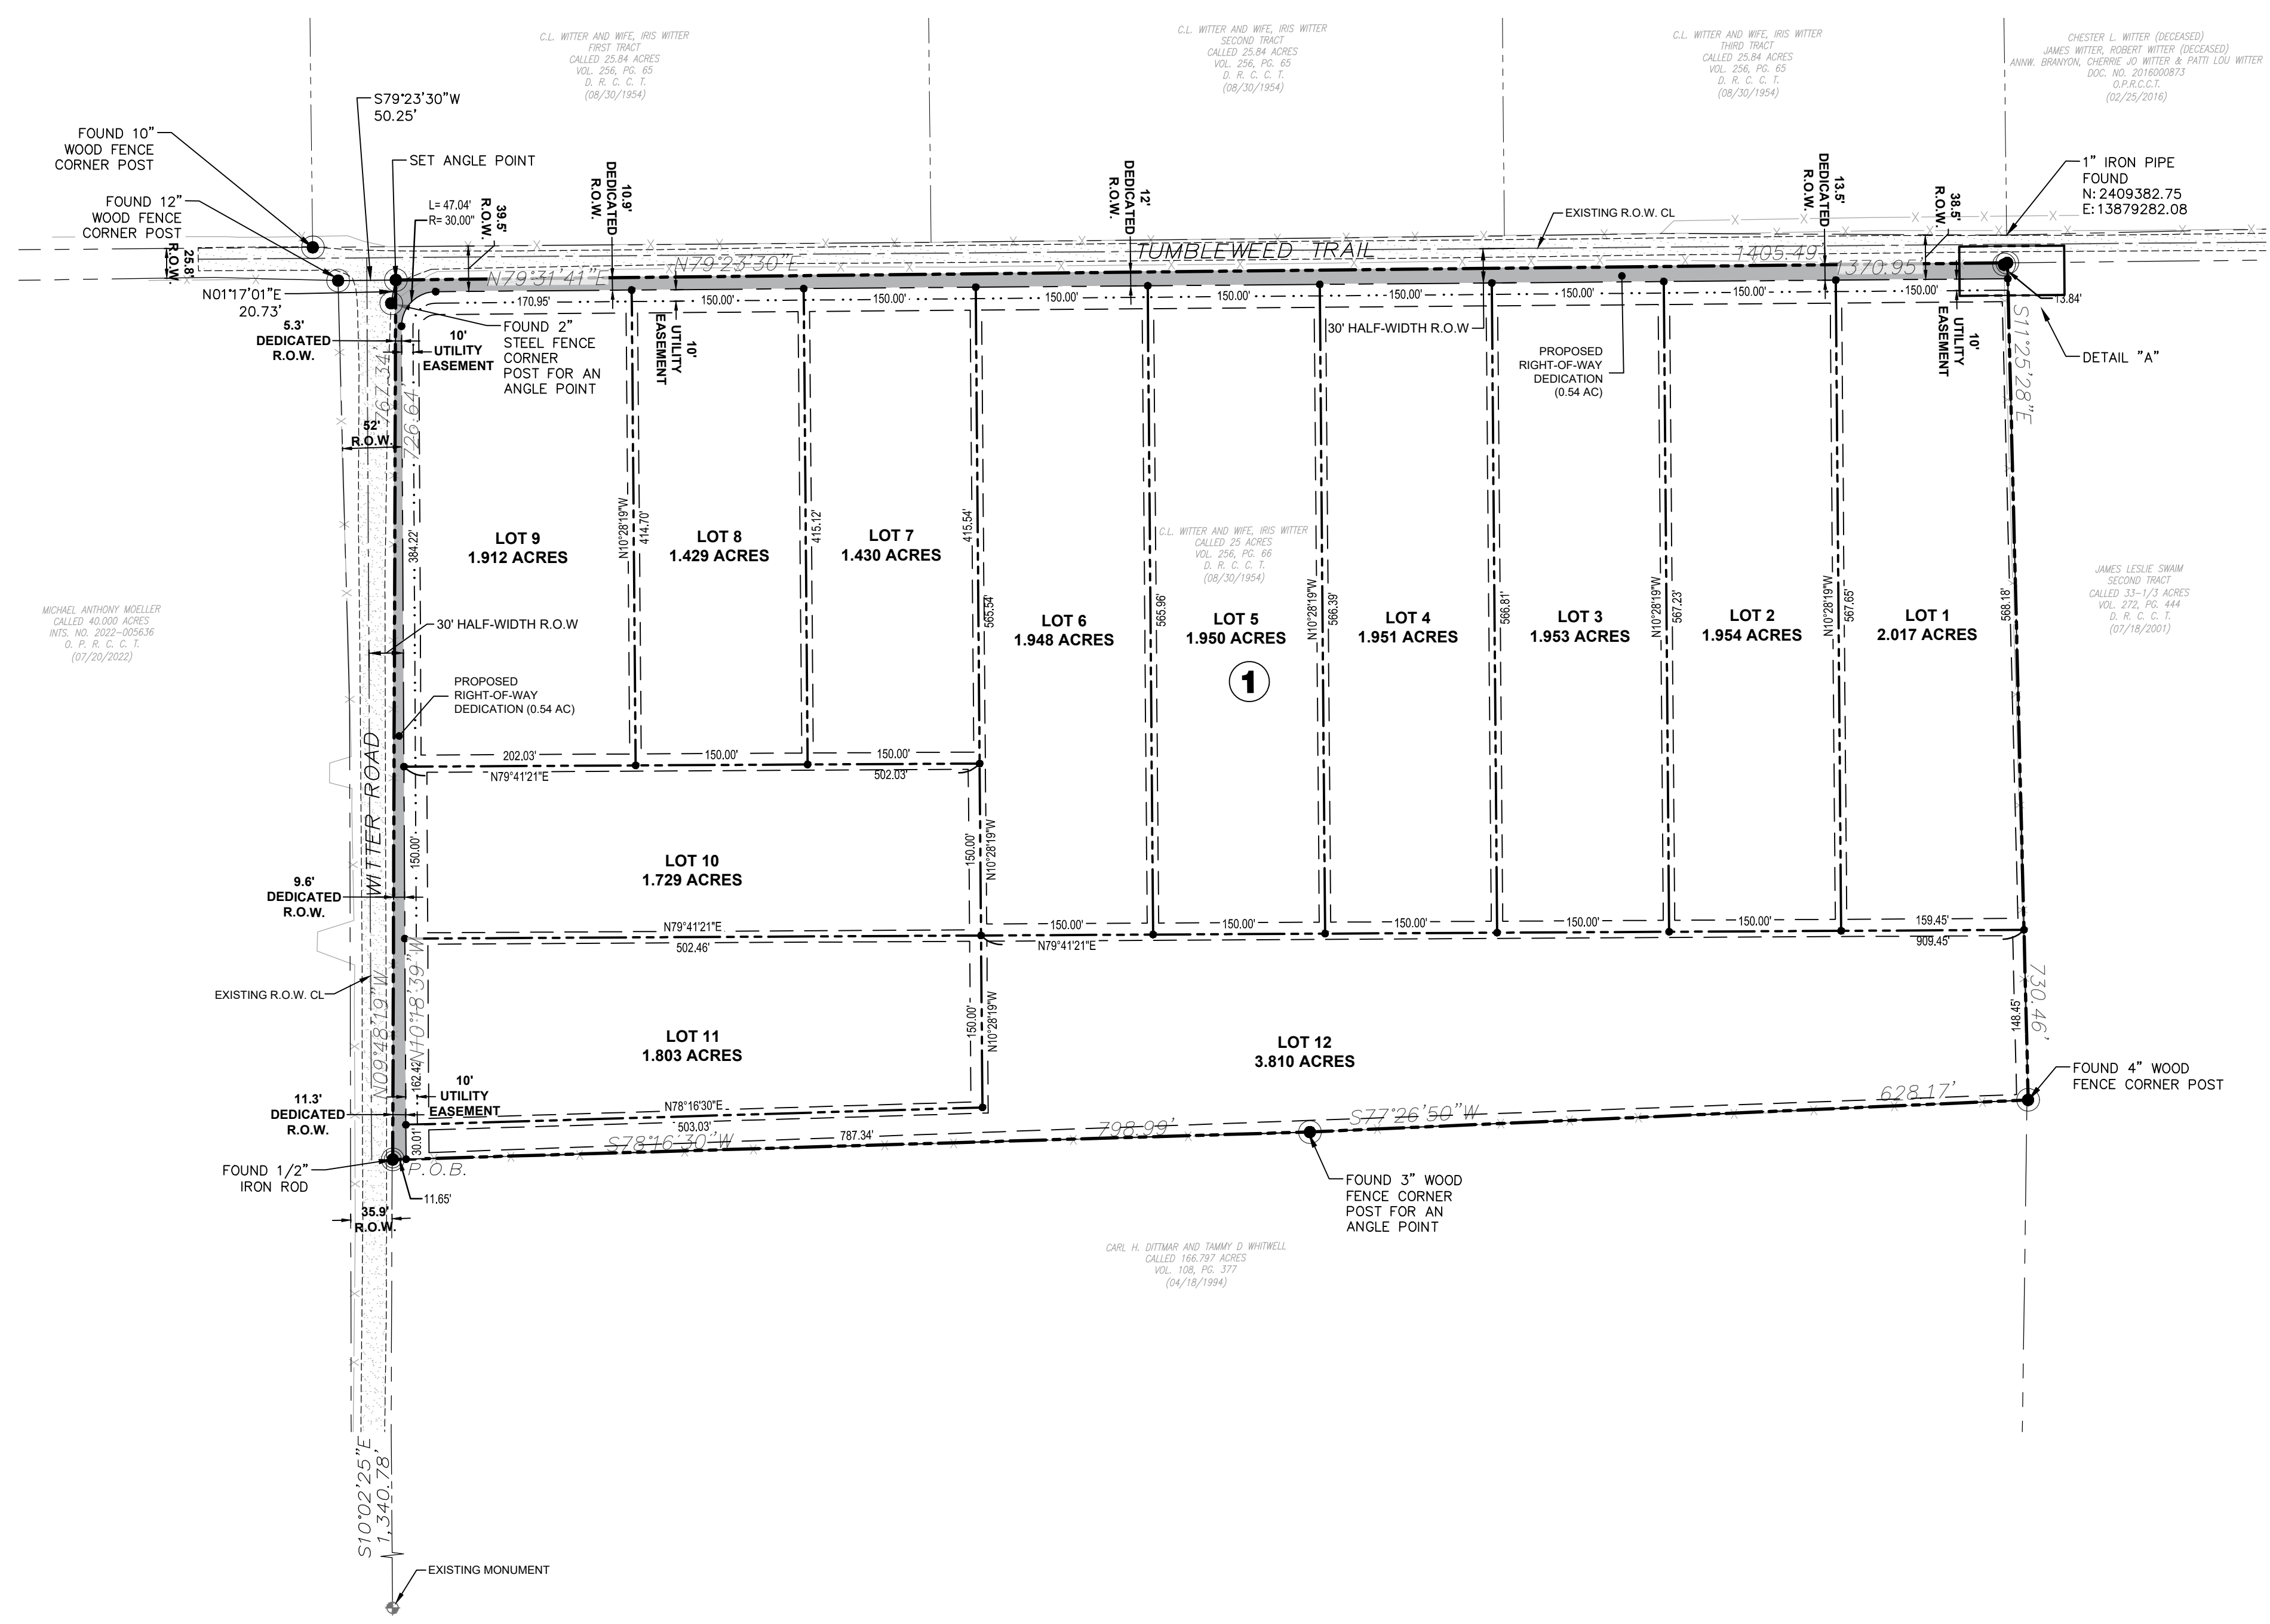 C.L. WITTER AND WIFE, IRIS WITTER
FIRST TRACT
CALLED 25.84 ACRES
VOL. 256, PG. 65
D. R. C. C. T.
(08/30/1954)
C.L. WITTER AND WIFE, IRIS WITTER
SECOND TRACT
CALLED 25.84 ACRES
VOL. 256, PG. 65
D. R. C. C. T.
(08/30/1954)
C.L. WITTER AND WIFE, IRIS WITTER
THIRD TRACT
CALLED 25.84 ACRES
VOL. 256, PG. 65
D. R. C. C. T.
(08/30/1954)
CHESTER L. WITTER (DECEASED)
JAMES WITTER, ROBERT WITTER (DECEASED)
ANNW. BRANYON, CHERRIE JO WITTER & PATTI LOU WITTER
DOC. NO. 2016000873
O.P.R.C.C.T.
(02/25/2016)
S79°23'30"W
50.25'
FOUND 10"
WOOD FENCE
CORNER POST
SET ANGLE POINT
FOUND 12"
WOOD FENCE
CORNER POST
L= 47.04'
R= 30.00"
39.5'
R.O.W.
10.9'
DEDICATED
R.O.W.
12'
DEDICATED
R.O.W.
13.5'
DEDICATED
R.O.W.
38.5'
R.O.W.
1" IRON PIPE
FOUND
N: 2409382.75
E: 13879282.08
EXISTING R.O.W. CL
25.8'
R.O.W.
TUMBLEWEED TRAIL
N79°23'30"E
1405.49'
N79°31'41"E
1370.95'
N01°17'01"E
20.73'
170.95'
150.00'
150.00'
150.00'
150.00'
150.00'
150.00'
150.00'
150.00'
13.84'
5.3'
DEDICATED
R.O.W.
10'
UTILITY
EASEMENT
FOUND 2"
STEEL FENCE
CORNER
POST FOR AN
ANGLE POINT
10'
UTILITY
EASEMENT
30' HALF-WIDTH R.O.W
PROPOSED
RIGHT-OF-WAY
DEDICATION
(0.54 AC)
10'
UTILITY
EASEMENT
S11°25'28"E
DETAIL "A"
767.34'
726.64'
52'
R.O.W.
384.22'
LOT 9
1.912 ACRES
N10°28'19"W
414.70'
LOT 8
1.429 ACRES
415.12'
LOT 7
1.430 ACRES
415.54'
565.54'
C.L. WITTER AND WIFE, IRIS WITTER
CALLED 25 ACRES
VOL. 256, PG. 66
D. R. C. C. T.
(08/30/1954)
MICHAEL ANTHONY MOELLER
CALLED 40.000 ACRES
INTS. NO. 2022-005636
O. P. R. C. C. T.
(07/20/2022)
30' HALF-WIDTH R.O.W
LOT 6
1.948 ACRES
565.96'
LOT 5
1.950 ACRES
1
N10°28'19"W
566.39'
LOT 4
1.951 ACRES
566.81'
LOT 3
1.953 ACRES
N10°28'19"W
567.23'
LOT 2
1.954 ACRES
N10°28'19"W
567.65'
LOT 1
2.017 ACRES
568.18'
JAMES LESLIE SWAIM
SECOND TRACT
CALLED 33-1/3 ACRES
VOL. 272, PG. 444
D. R. C. C. T.
(07/18/2001)
PROPOSED
RIGHT-OF-WAY
DEDICATION (0.54 AC)
WITTER ROAD
202.03'
150.00'
150.00'
N79°41'21"E
502.03'
150.00'
LOT 10
1.729 ACRES
150.00'
N10°28'19"W
9.6'
DEDICATED
R.O.W.
N79°41'21"E
502.46'
150.00'
150.00'
150.00'
150.00'
150.00'
159.45'
N79°41'21"E
909.45'
EXISTING R.O.W. CL
N09°48'19"W
N10°18'39"W
162.42'
LOT 11
1.803 ACRES
150.00'
N10°28'19"W
LOT 12
3.810 ACRES
148.45'
730.46'
FOUND 4" WOOD
FENCE CORNER POST
10'
UTILITY
EASEMENT
11.3'
DEDICATED
R.O.W.
N78°16'30"E
503.03'
30.01'
S78°16'30"W
787.34'
798.99'
S77°26'50"W
628.17'
P.O.B.
FOUND 1/2"
IRON ROD
11.65'
35.9'
R.O.W.
FOUND 3" WOOD
FENCE CORNER
POST FOR AN
ANGLE POINT
CARL H. DITTMAR AND TAMMY D WHITWELL
CALLED 166.797 ACRES
VOL. 108, PG. 377
(04/18/1994)
S10°02'25"E
1,340.78'
EXISTING MONUMENT